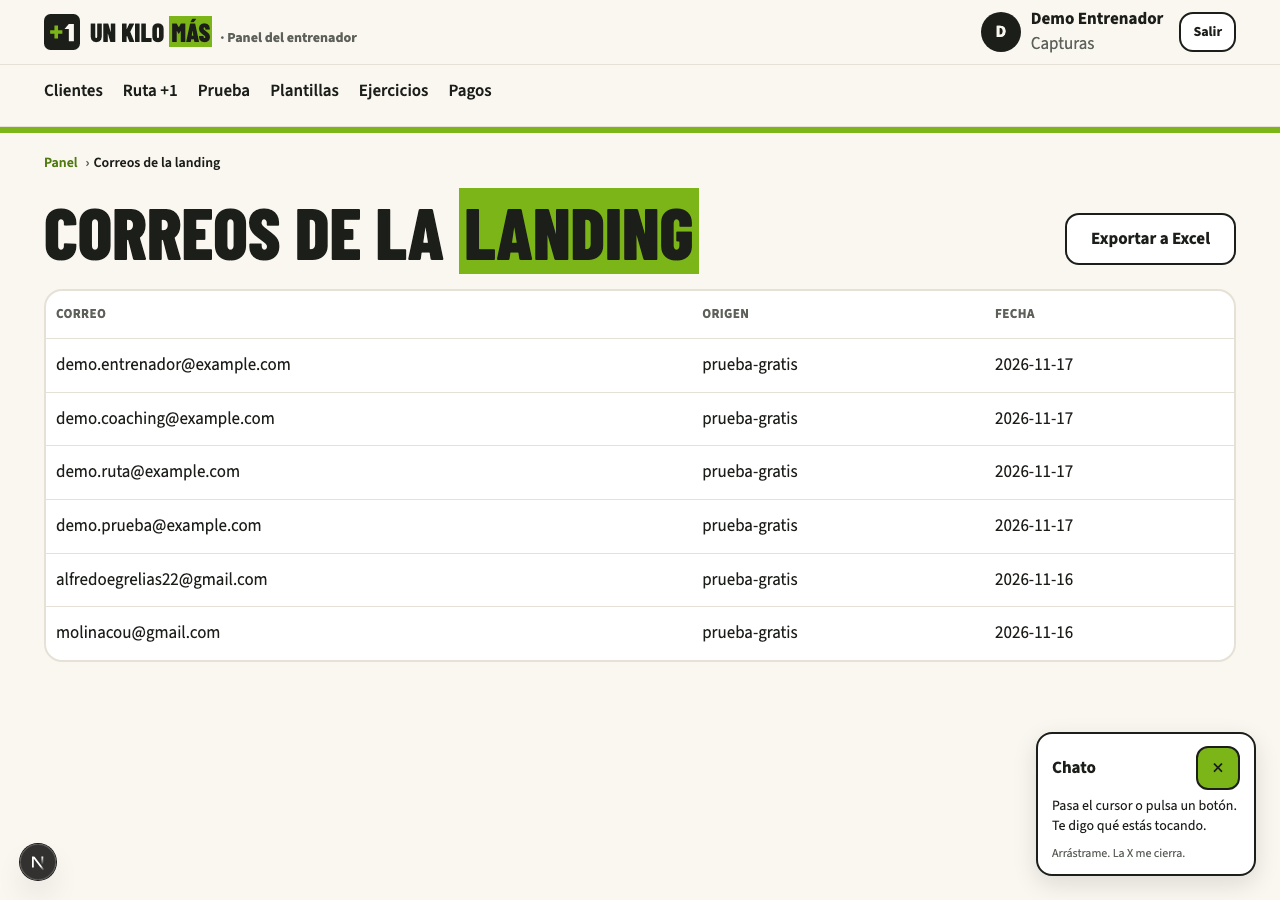 +1 UN KILO MÁS · Panel del entrenador
D Demo Entrenador
Capturas
Salir
Clientes Ruta +1 Prueba Plantillas Ejercicios Pagos
Panel › Correos de la landing
CORREOS DE LA LANDING
Exportar a Excel
CORREO ORIGEN FECHA
demo.entrenador@example.com prueba-gratis 2026-11-17
demo.coaching@example.com prueba-gratis 2026-11-17
demo.ruta@example.com prueba-gratis 2026-11-17
demo.prueba@example.com prueba-gratis 2026-11-17
alfredoegrelias22@gmail.com prueba-gratis 2026-11-16
molinacou@gmail.com prueba-gratis 2026-11-16
Chato ×
Pasa el cursor o pulsa un botón.
Te digo qué estás tocando.
Arrástrame. La X me cierra.
N